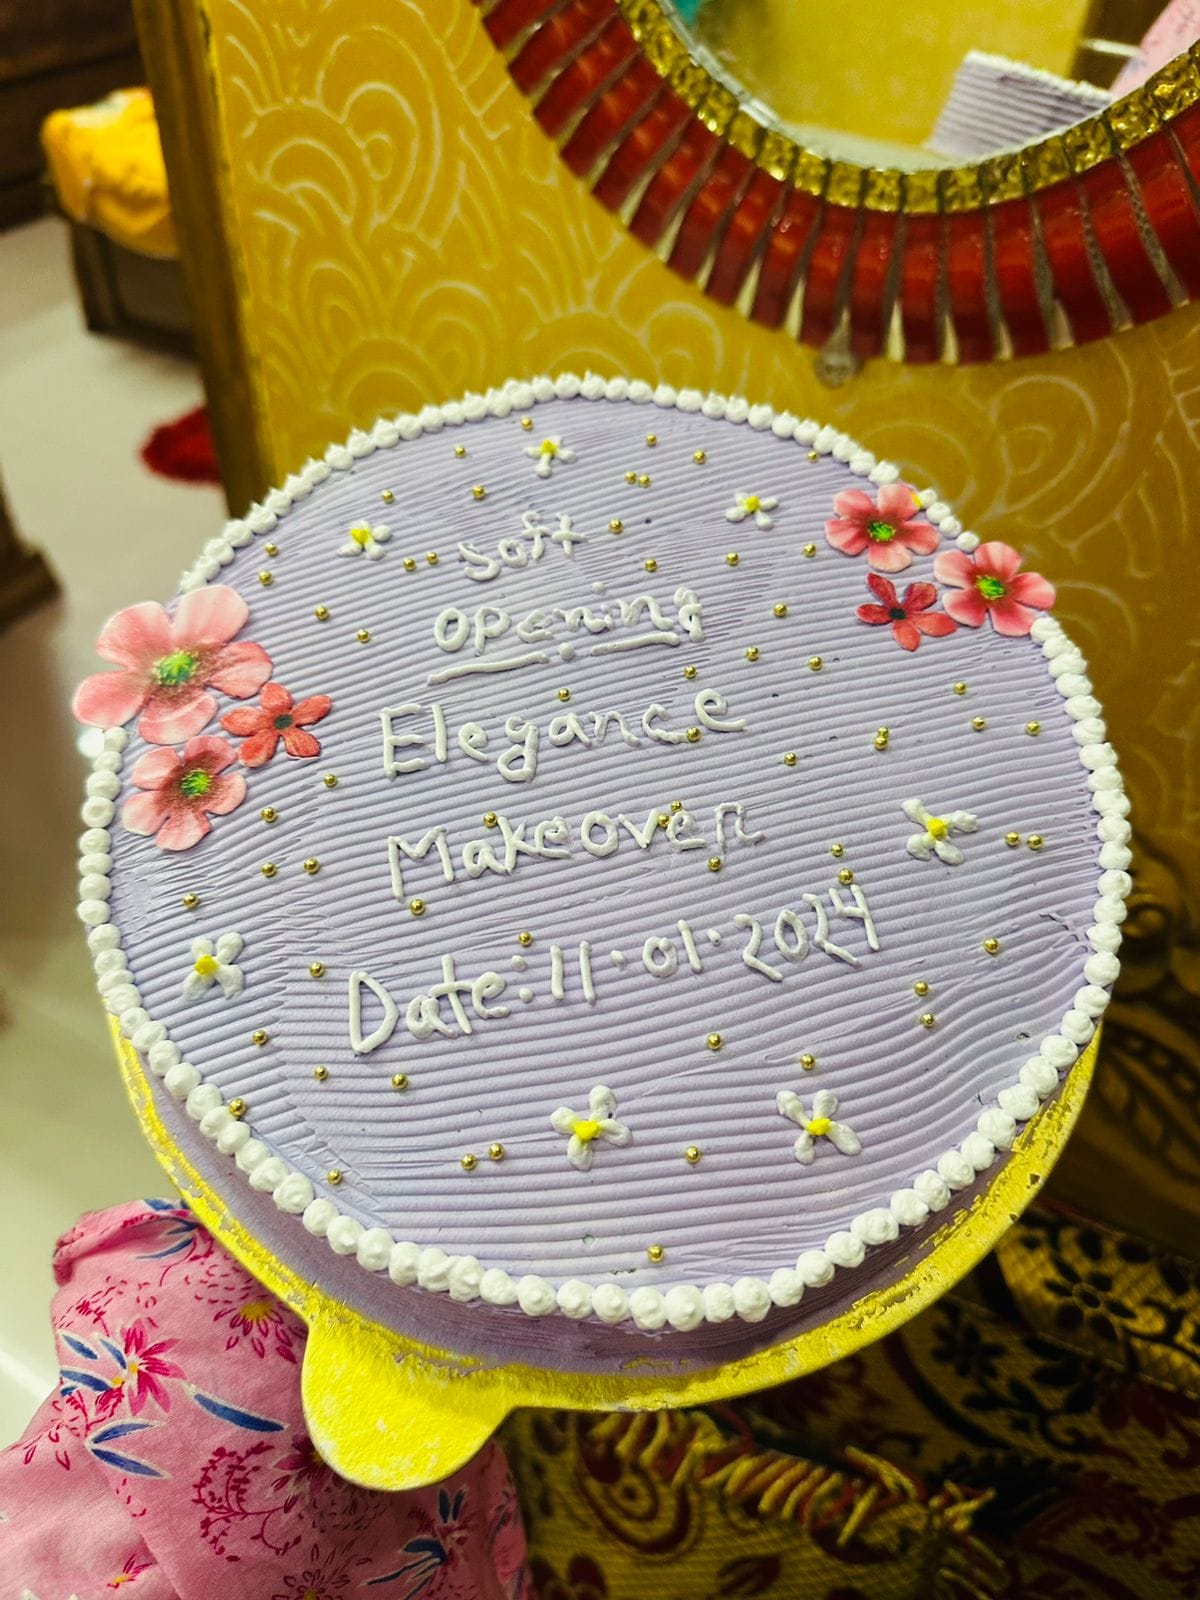 Soft
opening
Elegance
Makeover
Date:11.01.2024